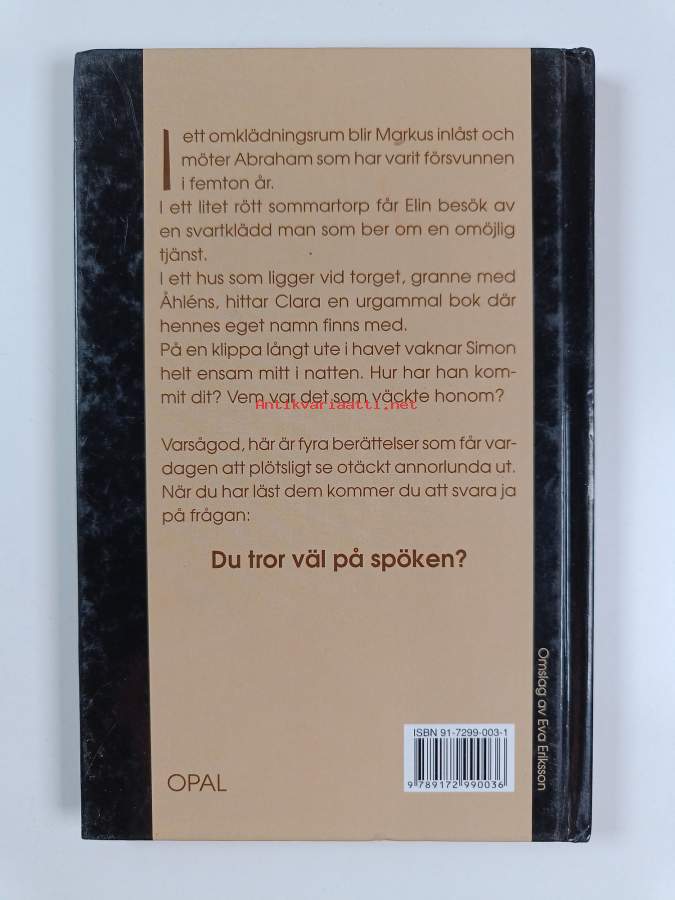 I ett omklädningsrum blir Markus inlåst och
möter Abraham som har varit försvunnen
i femton år.
I ett litet rött sommartorp får Elin besök av
en svartklädd man som ber om en omöjlig
tjänst.
I ett hus som ligger vid torget, granne med
Åhléns, hittar Clara en urgammal bok där
hennes eget namn finns med.
På en klippa långt ute i havet vaknar Simon
helt ensam mitt i natten. Hur har han kom-
mit dit? Vem var det som väckte honom?
Antikvariaatti.net
Varsågod, här är fyra berättelser som får var-
dagen att plötsligt se otäckt annorlunda ut.
När du har läst dem kommer du att svara ja
på frågan:
Du tror väl på spöken?
Omslag av Eva Eriksson
ISBN 91-7299-003-1
9 789172 990036
OPAL